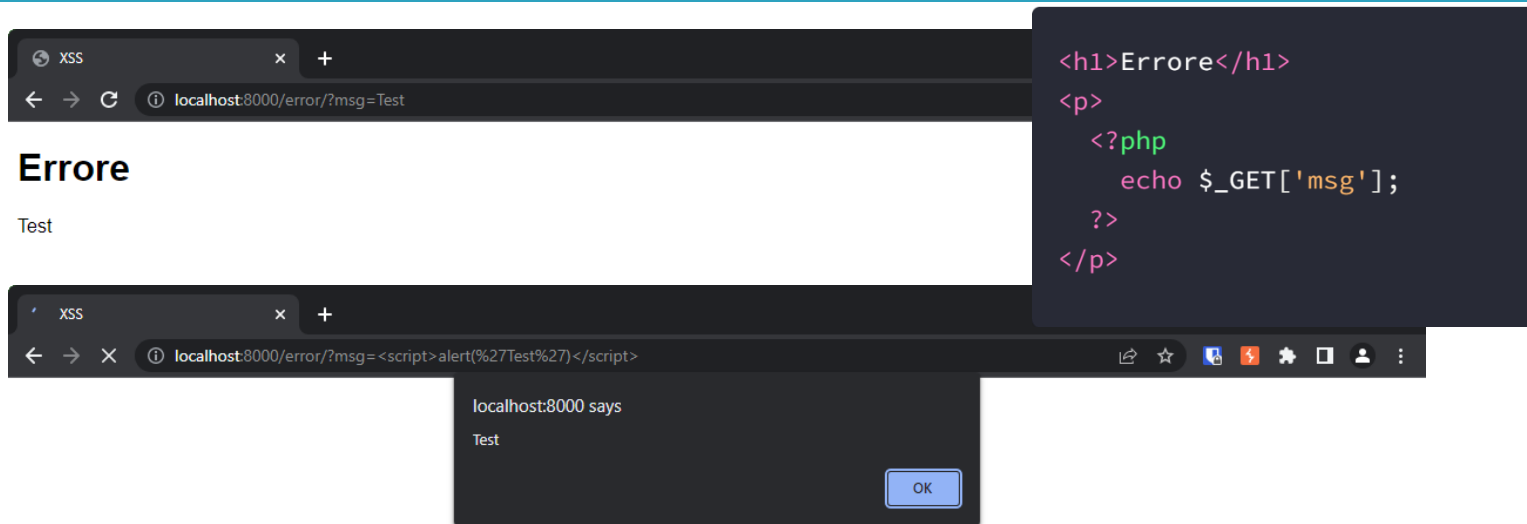 XSS
localhost:8000/error/?msg=Test
Errore
Test
<h1>Errore</h1>
<p>
<?php
echo $_GET['msg'];
?>
</p>
XSS
localhost:8000/error/?msg=<script>alert(%27Test%27)</script>
localhost:8000 says
Test
OK